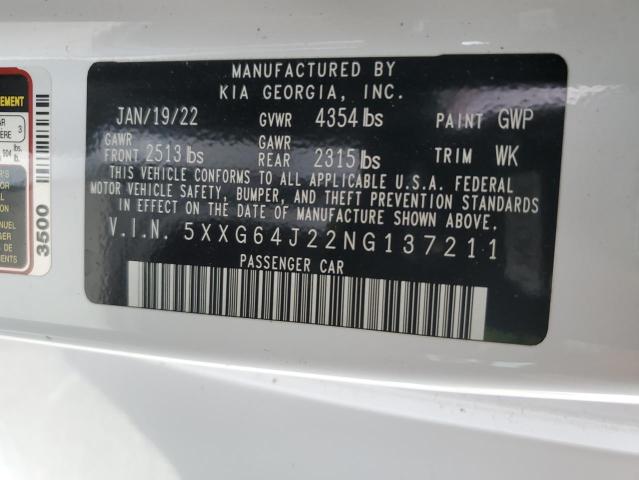 MANUFACTURED BY
KIA GEORGIA, INC.
JAN/19/22 GVWR 4354 lbs PAINT GWP
GAWR FRONT 2513 lbs GAWR REAR 2315 lbs TRIM WK
THIS VEHICLE CONFORMS TO ALL APPLICABLE U.S.A. FEDERAL
MOTOR VEHICLE SAFETY, BUMPER, AND THEFT PREVENTION STANDARDS
IN EFFECT ON THE DATE OF MANUFACTURE SHOWN ABOVE.
V.I.N. 5XXG64J22NG137211
PASSENGER CAR
3500